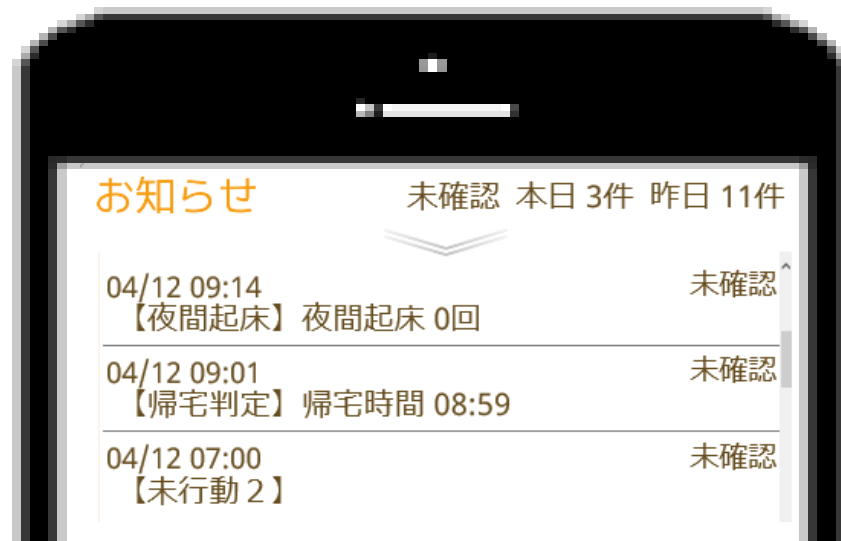 お知らせ 未確認 本日 3件 昨日 11件
04/12 09:14 未確認
【夜間起床】夜間起床 0回
04/12 09:01 未確認
【帰宅判定】帰宅時間 08:59
04/12 07:00 未確認
【未行動２】